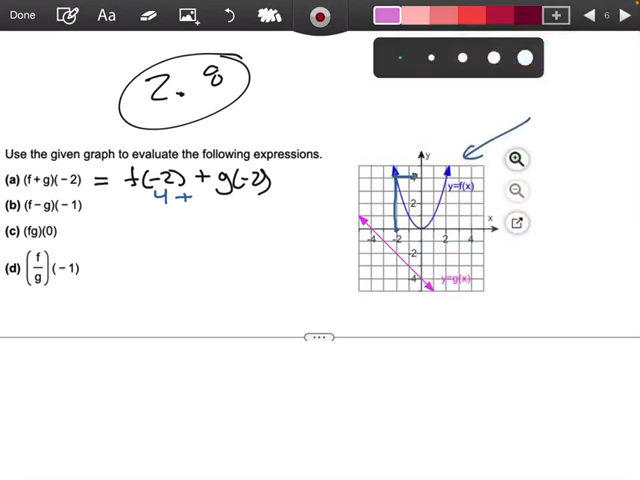 Done Aa 6
2.8
Use the given graph to evaluate the following expressions.
(a) (f + g)(−2) = f(−2) + g(−2)
4 +
(b) (f − g)(−1)
(c) (fg)(0)
(d) (f/g)(−1)
y
y=f(x)
2
x
-4 -2 2 4
-2
-4
y=g(x)